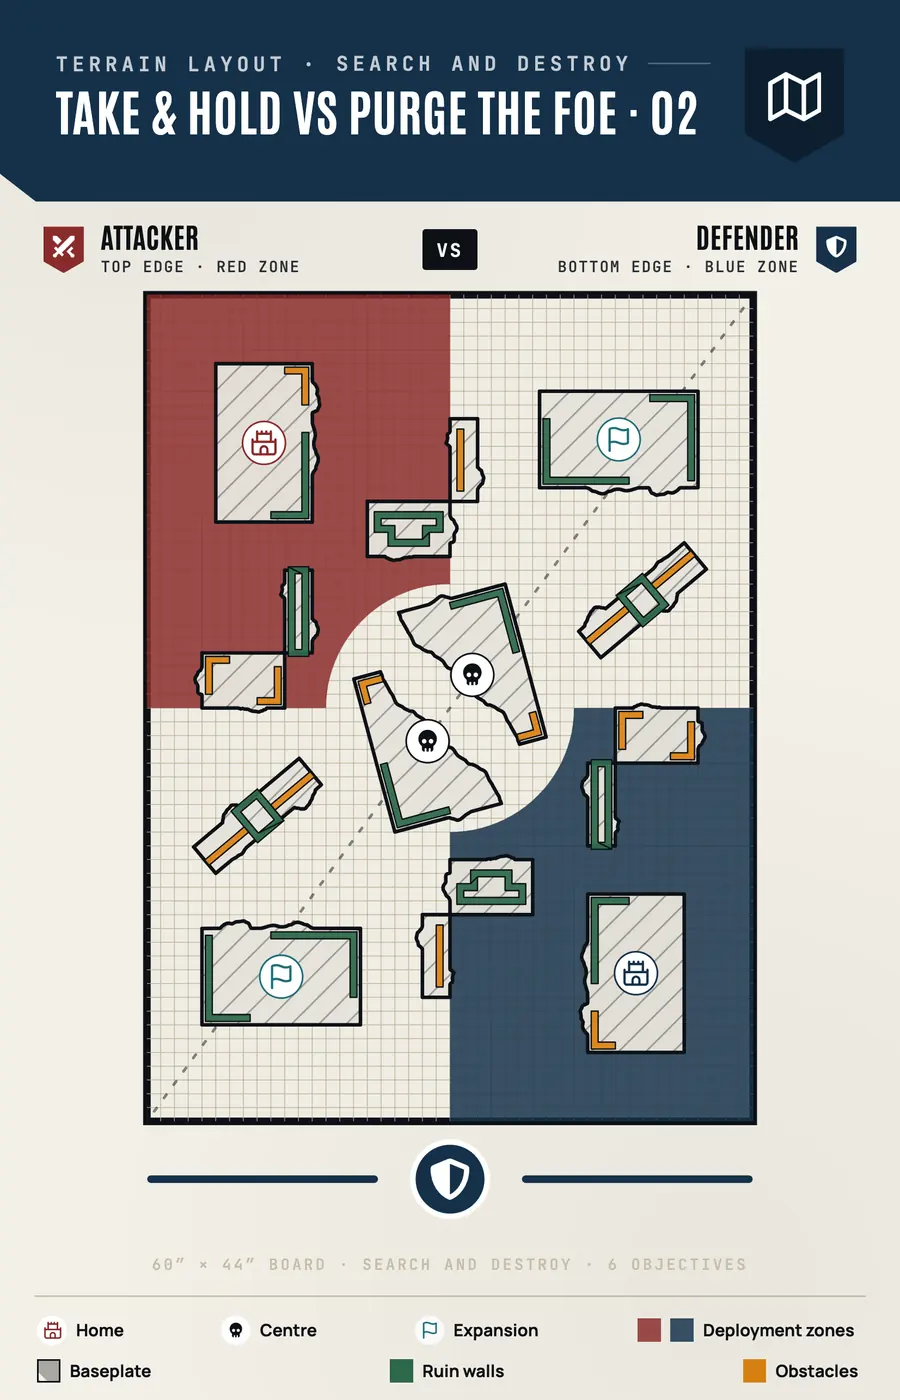 TERRAIN LAYOUT · SEARCH AND DESTROY
TAKE & HOLD VS PURGE THE FOE · 02
ATTACKER
TOP EDGE · RED ZONE
VS
DEFENDER
BOTTOM EDGE · BLUE ZONE
60″ × 44″ BOARD · SEARCH AND DESTROY · 6 OBJECTIVES
Home
Centre
Expansion
Deployment zones
Baseplate
Ruin walls
Obstacles